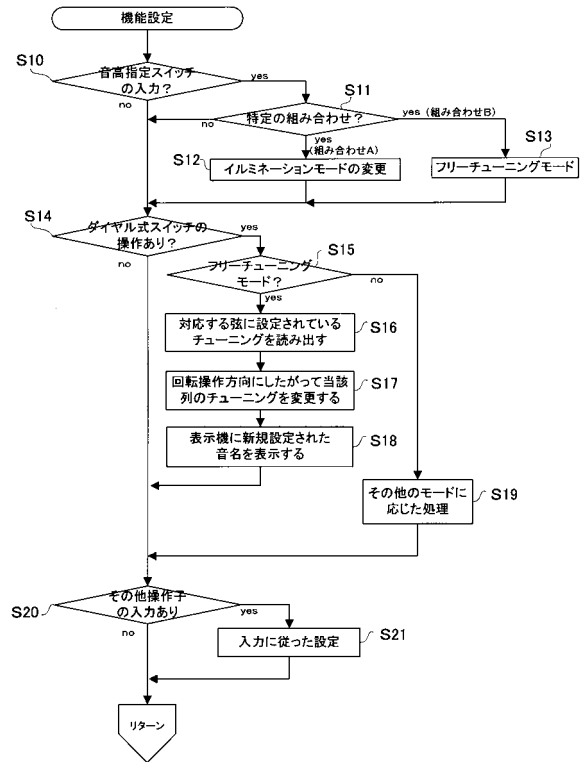 機能設定
S10
音高指定スイッチ
の入力？
yes
no
S11
特定の組み合わせ？
no
yes (組み合わせB)
yes
(組み合わせA)
S12
イルミネーションモードの変更
S13
フリーチューニングモード
S14
ダイヤル式スイッチの
操作あり？
yes
no
S15
フリーチューニング
モード？
no
yes
対応する弦に設定されている
チューニングを読み出す
S16
回転操作方向にしたがって当該
列のチューニングを変更する
S17
表示機に新規設定された
音名を表示する
S18
その他のモードに
応じた処理
S19
S20
その他操作子
の入力あり
yes
no
入力に従った設定
S21
リターン